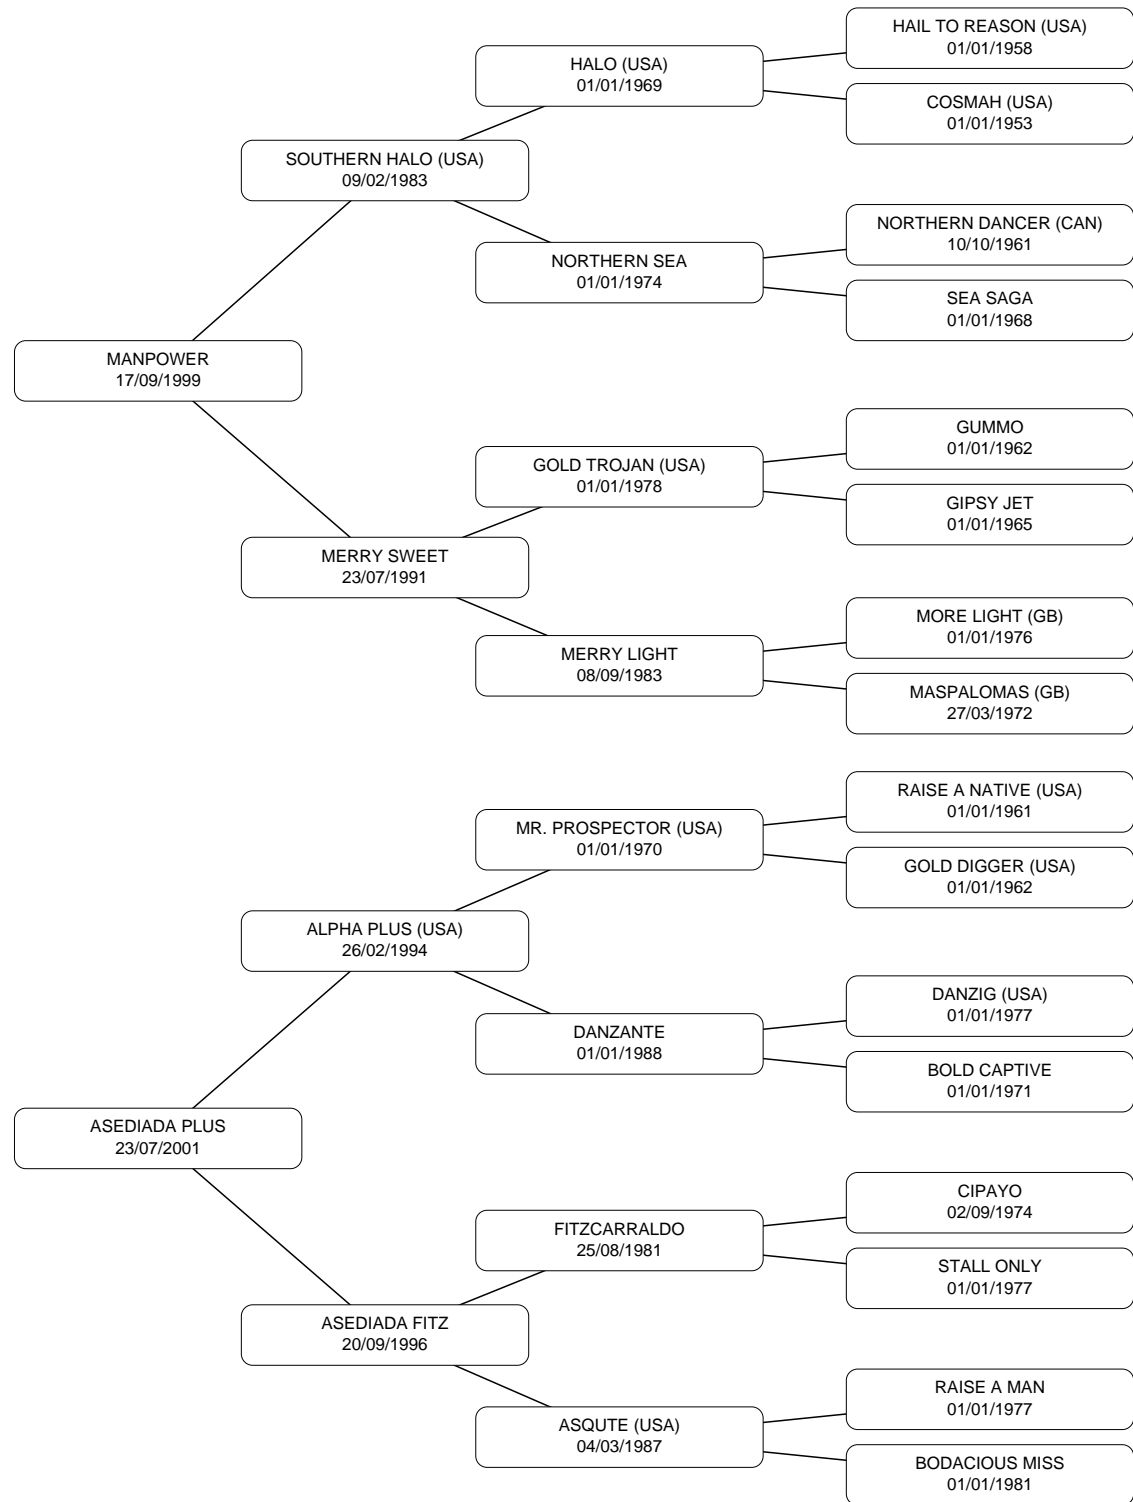 HAIL TO REASON (USA)
01/01/1958
HALO (USA)
01/01/1969
COSMAH (USA)
01/01/1953
SOUTHERN HALO (USA)
09/02/1983
NORTHERN DANCER (CAN)
10/10/1961
NORTHERN SEA
01/01/1974
SEA SAGA
01/01/1968
MANPOWER
17/09/1999
GUMMO
01/01/1962
GOLD TROJAN (USA)
01/01/1978
GIPSY JET
01/01/1965
MERRY SWEET
23/07/1991
MORE LIGHT (GB)
01/01/1976
MERRY LIGHT
08/09/1983
MASPALOMAS (GB)
27/03/1972
RAISE A NATIVE (USA)
01/01/1961
MR. PROSPECTOR (USA)
01/01/1970
GOLD DIGGER (USA)
01/01/1962
ALPHA PLUS (USA)
26/02/1994
DANZIG (USA)
01/01/1977
DANZANTE
01/01/1988
BOLD CAPTIVE
01/01/1971
ASEDIADA PLUS
23/07/2001
CIPAYO
02/09/1974
FITZCARRALDO
25/08/1981
STALL ONLY
01/01/1977
ASEDIADA FITZ
20/09/1996
RAISE A MAN
01/01/1977
ASQUTE (USA)
04/03/1987
BODACIOUS MISS
01/01/1981